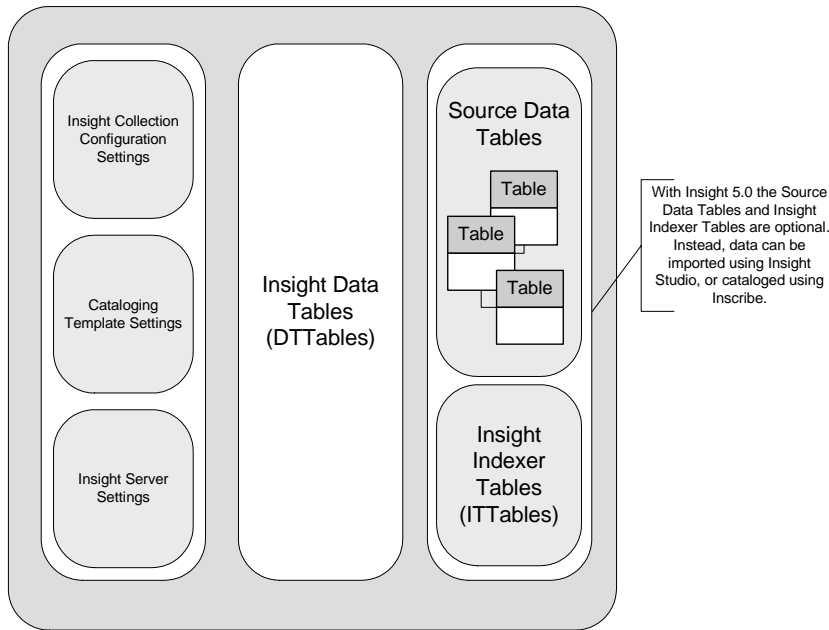 Insight Collection
Configuration
Settings
Cataloging
Template Settings
Insight Server
Settings
Insight Data
Tables
(DTTables)
Source Data
Tables
Table
Table
Table
Insight
Indexer
Tables
(ITTables)
With Insight 5.0 the Source
Data Tables and Insight
Indexer Tables are optional.
Instead, data can be
imported using Insight
Studio, or cataloged using
Inscribe.